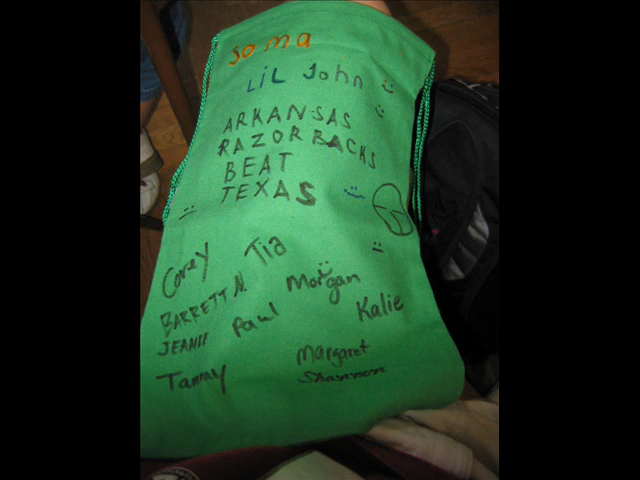 Soma
LiL John
ARKANSAS
RAZORBACKS
BEAT
TEXAS
Corey Tia
BARRETT N. Morgan
JEANII Paul Kalie
Margaret
Tammy Shannon